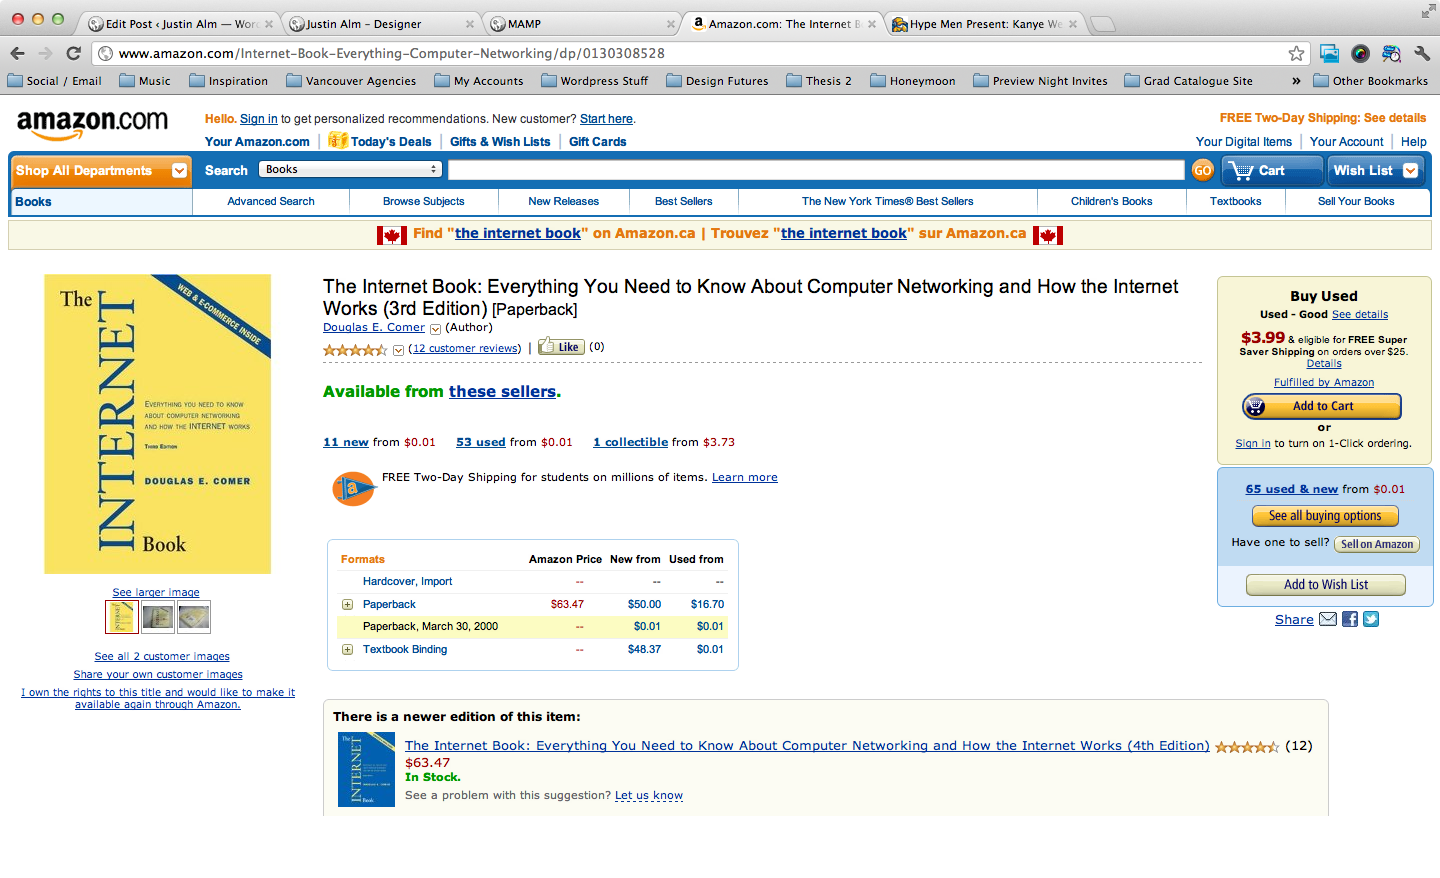 Edit Post ‹ Justin Alm — Wor
Justin Alm – Designer
MAMP
Amazon.com: The Internet B
Hype Men Present: Kanye We
www.amazon.com/Internet-Book-Everything-Computer-Networking/dp/0130308528
Social / Email
Music
Inspiration
Vancouver Agencies
My Accounts
Wordpress Stuff
Design Futures
Thesis 2
Honeymoon
Preview Night Invites
Grad Catalogue Site
»
Other Bookmarks
amazon.com
Hello. Sign in to get personalized recommendations. New customer? Start here.
FREE Two-Day Shipping: See details
Your Amazon.com | Today's Deals | Gifts & Wish Lists | Gift Cards
Your Digital Items | Your Account | Help
Shop All Departments
Search
Books
GO
Cart
Wish List
Books
Advanced Search
Browse Subjects
New Releases
Best Sellers
The New York Times® Best Sellers
Children's Books
Textbooks
Sell Your Books
Find "the internet book" on Amazon.ca | Trouvez "the internet book" sur Amazon.ca
The
INTERNET
Book
WEB & E-COMMERCE INSIDE
EVERYTHING YOU NEED TO KNOW
ABOUT COMPUTER NETWORKING
AND HOW THE INTERNET WORKS
THIRD EDITION
DOUGLAS E. COMER
See larger image
See all 2 customer images
Share your own customer images
I own the rights to this title and would like to make it
available again through Amazon.
The Internet Book: Everything You Need to Know About Computer Networking and How the Internet
Works (3rd Edition) [Paperback]
Douglas E. Comer (Author)
(12 customer reviews) | Like (0)
Available from these sellers.
11 new from $0.01 53 used from $0.01 1 collectible from $3.73
FREE Two-Day Shipping for students on millions of items. Learn more
Formats Amazon Price New from Used from
Hardcover, Import -- -- --
Paperback $63.47 $50.00 $16.70
Paperback, March 30, 2000 -- $0.01 $0.01
Textbook Binding -- $48.37 $0.01
Buy Used
Used - Good See details
$3.99 & eligible for FREE Super
Saver Shipping on orders over $25.
Details
Fulfilled by Amazon
Add to Cart
or
Sign in to turn on 1-Click ordering.
65 used & new from $0.01
See all buying options
Have one to sell? Sell on Amazon
Add to Wish List
Share
There is a newer edition of this item:
The Internet Book: Everything You Need to Know About Computer Networking and How the Internet Works (4th Edition) (12)
$63.47
In Stock.
See a problem with this suggestion? Let us know
The
INTERNET
Book